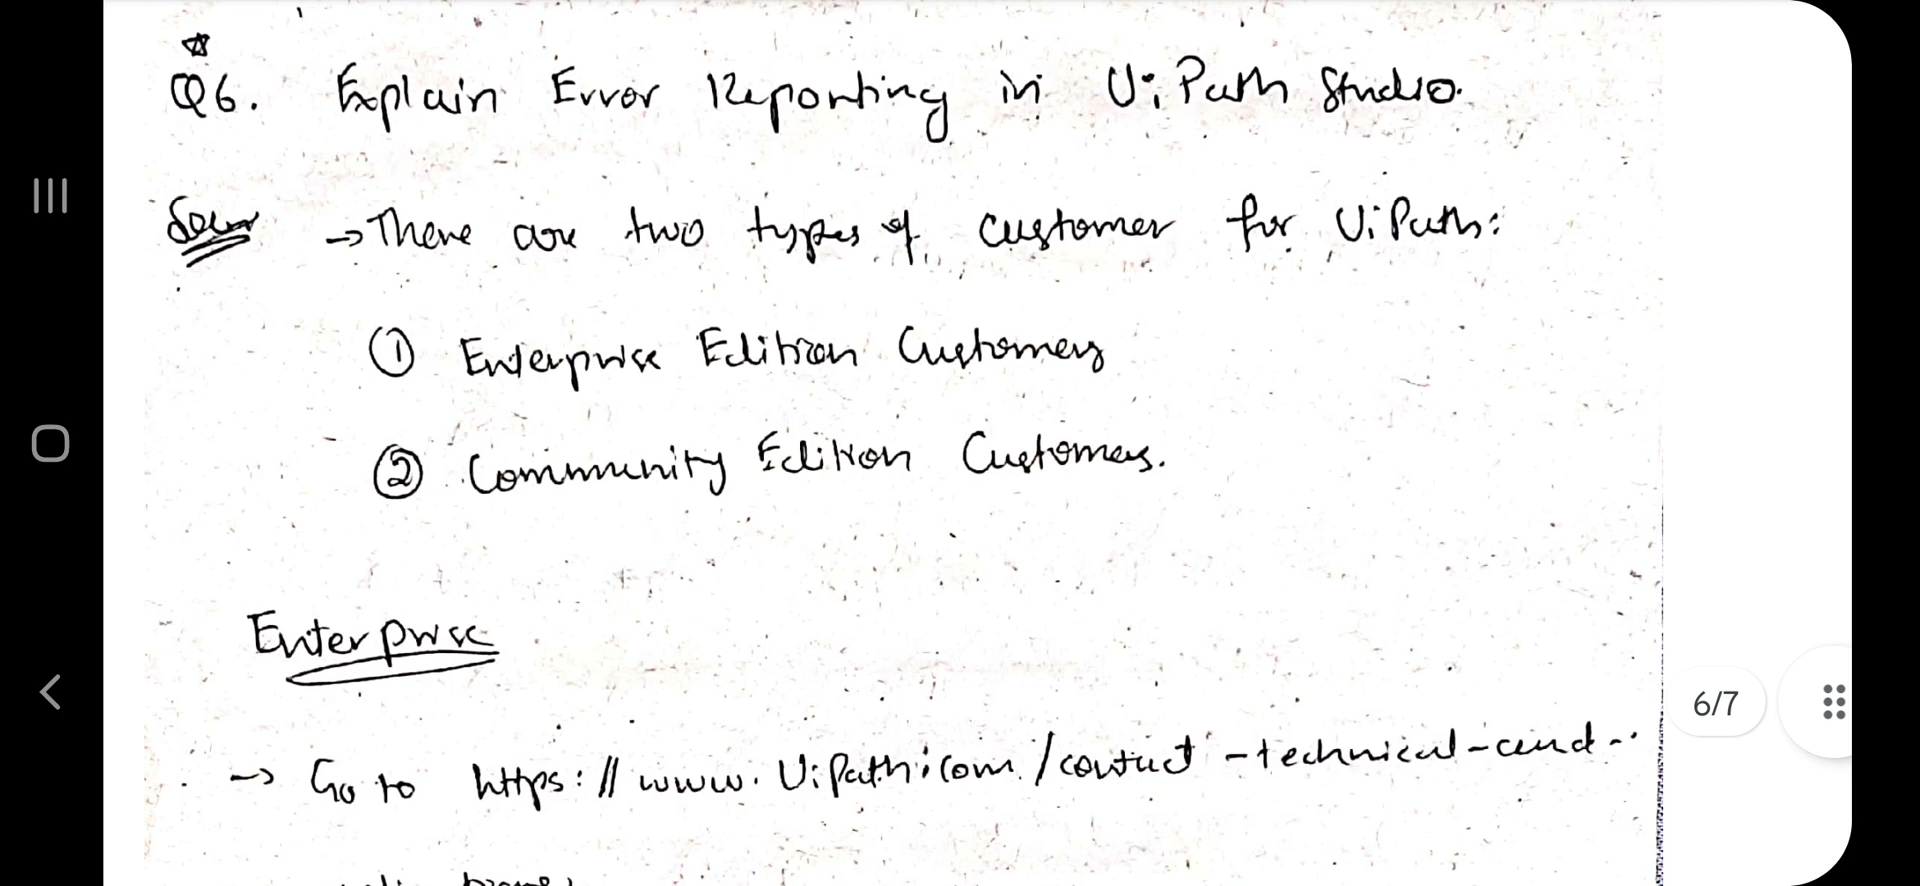 Q6. Explain Error Reporting in UiPath Studio.
Soln → There are two types of customer for UiPath:
① Enterprise Edition Customers
② Community Edition Customers.
Enterprise
→ Go to https://www.UiPath.com/contact-technical-and-..
6/7